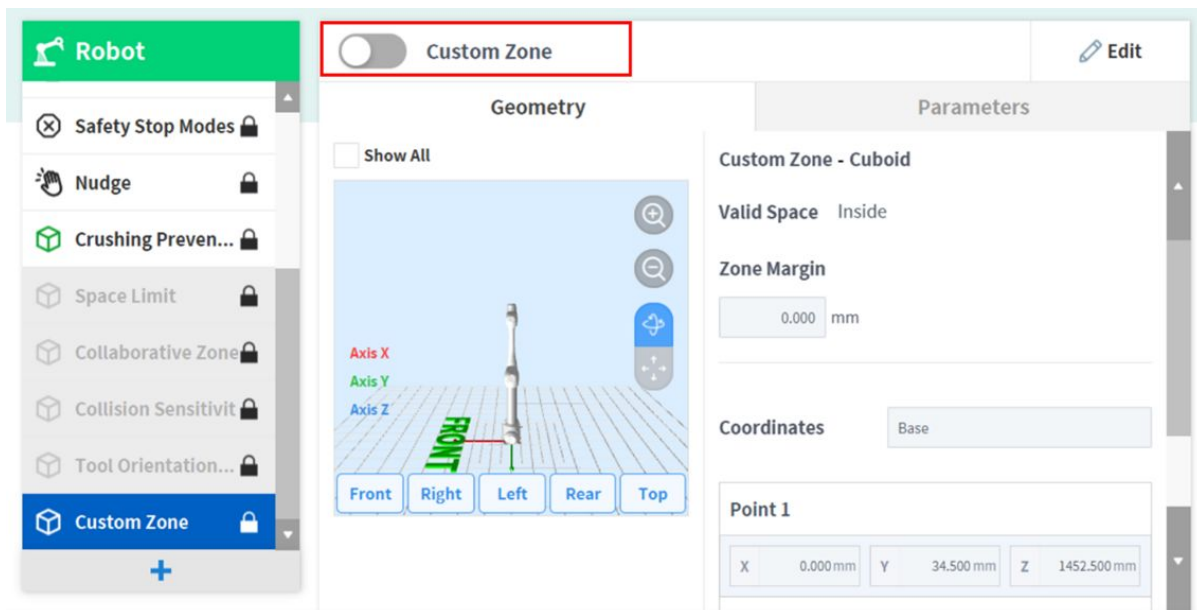 Robot
Safety Stop Modes
Nudge
Crushing Preven...
Space Limit
Collaborative Zone
Collision Sensitivit
Tool Orientation...
Custom Zone
+
Custom Zone
Edit
Geometry
Parameters
Show All
Axis X
Axis Y
Axis Z
FRONT
Front Right Left Rear Top
Custom Zone - Cuboid
Valid Space Inside
Zone Margin
0.000 mm
Coordinates Base
Point 1
X 0.000 mm Y 34.500 mm Z 1452.500 mm